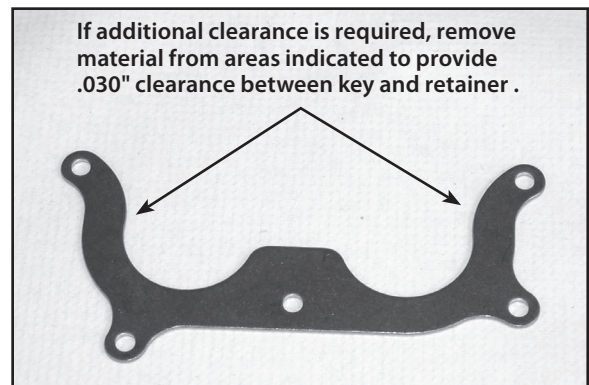 If additional clearance is required, remove
material from areas indicated to provide
.030" clearance between key and retainer .